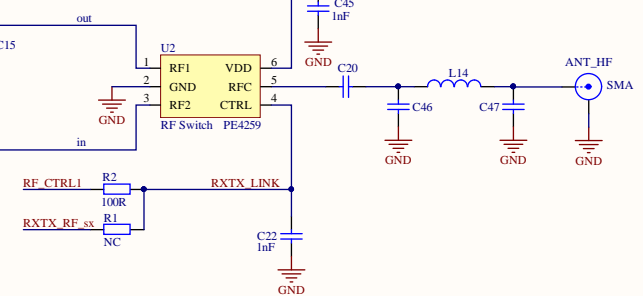 C45
1nF
GND
out
C15
U2
1 RF1 VDD 6
2 GND RFC 5
3 RF2 CTRL 4
RF Switch PE4259
GND
C20
L14
ANT_HF
SMA
C46
C47
GND
GND
GND
in
RF_CTRL1
R2
100R
RXTX_LINK
RXTX_RF_sx
R1
NC
C22
1nF
GND